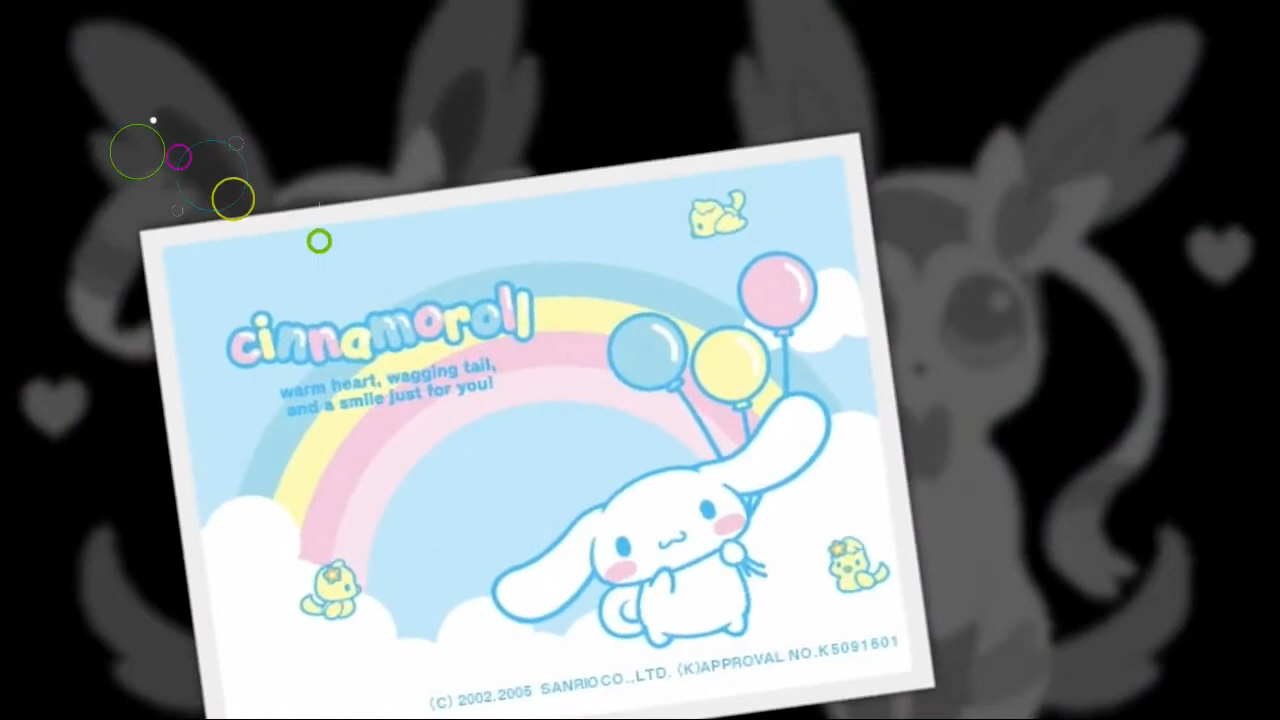 cinnamoroll
warm heart, wagging tail,
and a smile just for you!
(C) 2002.2005 SANRIO CO.,LTD. (K)APPROVAL NO.K5091601